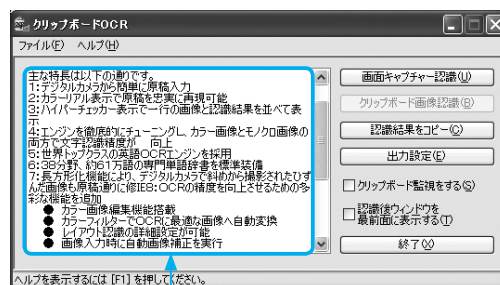 クリップボードOCR
ファイル(F) ヘルプ(H)
主な特長は以下の通りです。
1:デジタルカメラから簡単に原稿入力
2:カラーリアル表示で原稿を忠実に再現可能
3:ハイパーチェッカー表示で一行の画像と認識結果を並べて表
示
4:エンジンを徹底的にチューニングし、カラー画像とモノクロ画像の
両方で文字認識精度が 向上
5:世界トップクラスの英語OCRエンジンを採用
6:38分野、約61万語の専門単語辞書を標準装備
7:長方形化機能により、デジタルカメラで斜めから撮影されたひず
んだ画像も原稿通りに修正8:OCRの精度を向上させるための多
彩な機能を追加
● カラー画像編集機能搭載
● カラーフィルターでOCRに最適な画像へ自動変換
● レイアウト認識の詳細設定が可能
● 画像入力時に自動画像補正を実行
画面キャプチャー認識(U)
クリップボード画像認識(B)
認識結果をコピー(C)
出力設定(E)
クリップボード監視をする(S)
認識後ウィンドウを
最前面に表示する(T)
終了(X)
ヘルプを表示するには [F1] を押してください。